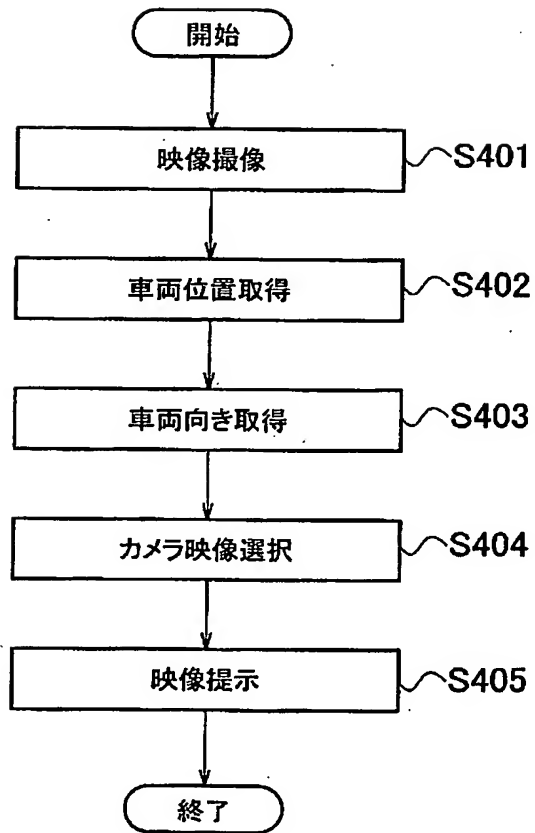 開始
映像撮像 S401
車両位置取得 S402
車両向き取得 S403
カメラ映像選択 S404
映像提示 S405
終了